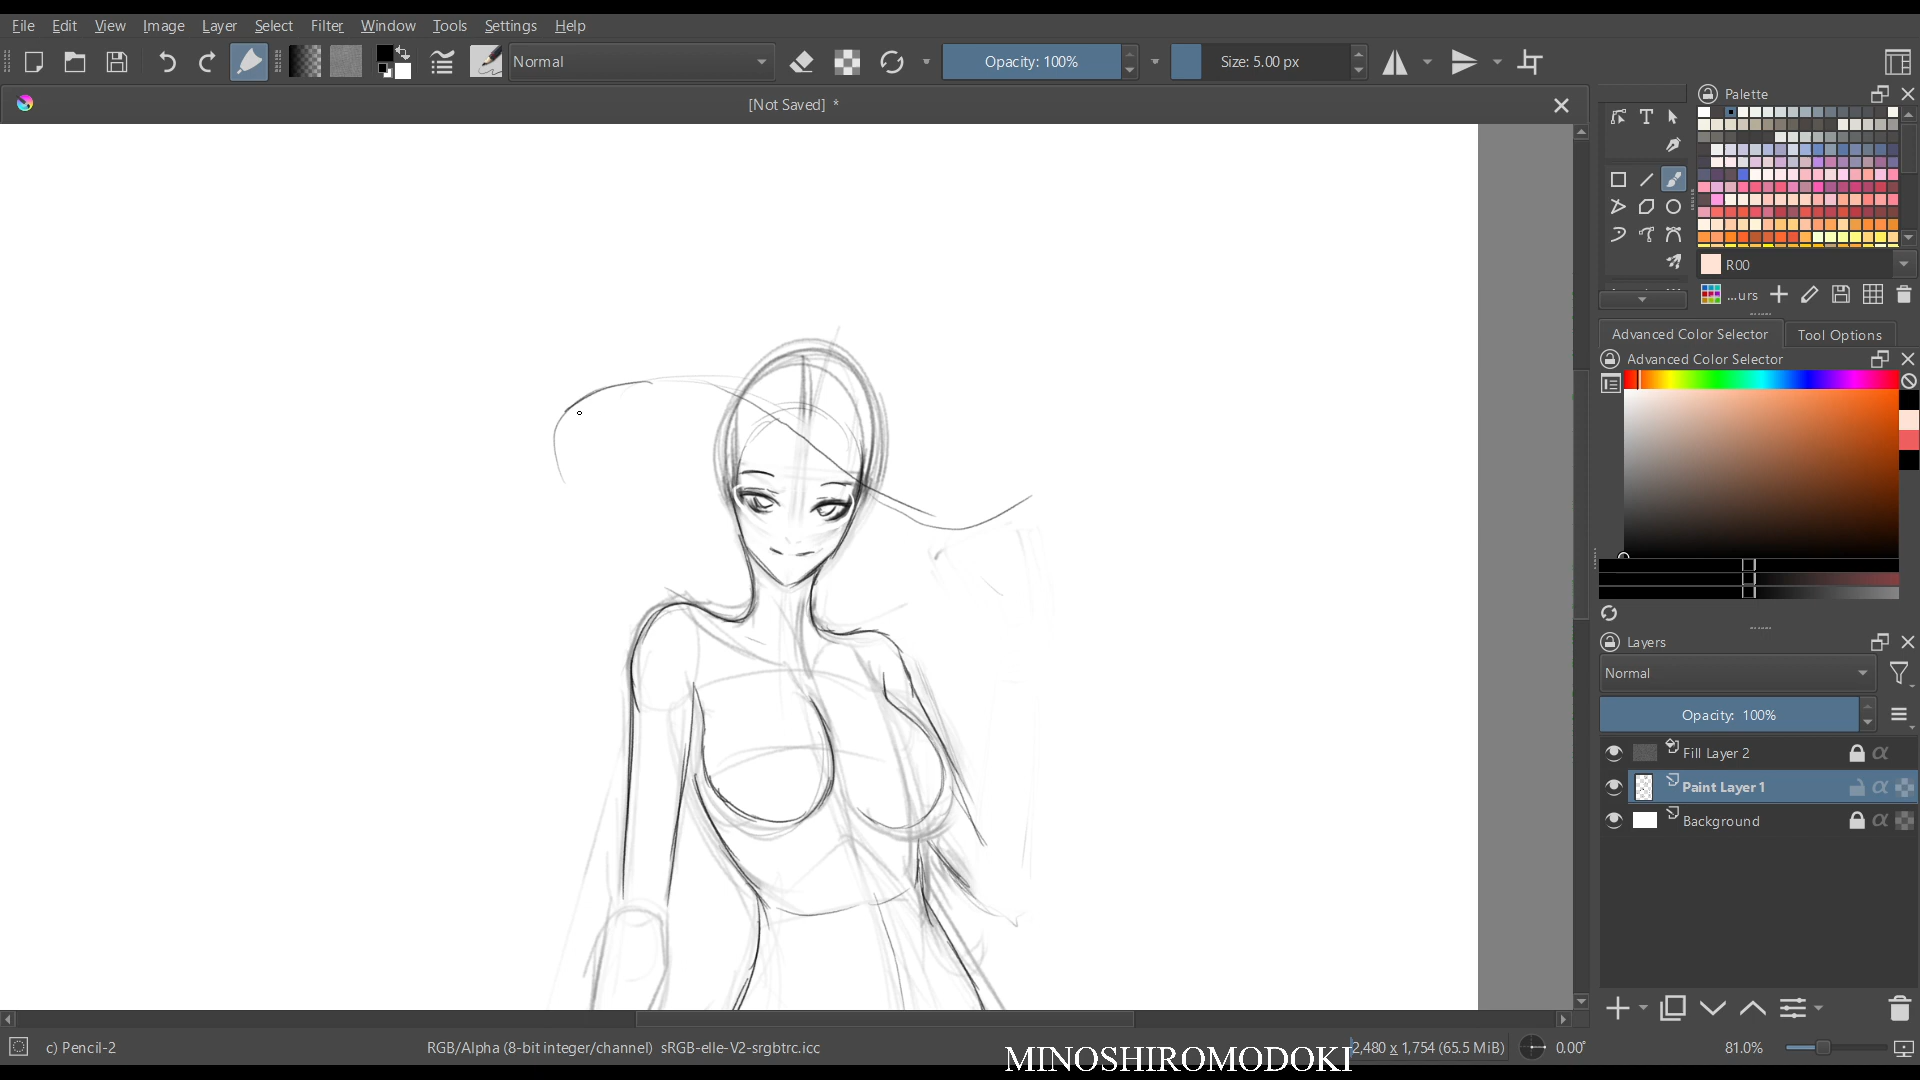 File Edit View Image Layer Select Filter Window Tools Settings Help
Normal Opacity: 100% Size: 5.00 px
[Not Saved] *
Palette
R00
...urs
Advanced Color Selector Tool Options
Advanced Color Selector
Layers
Normal
Opacity: 100%
Fill Layer 2
Paint Layer 1
Background
c) Pencil-2 RGB/Alpha (8-bit integer/channel) sRGB-elle-V2-srgbtrc.icc 2,480 x 1,754 (65.5 MiB) 0.00° 81.0%
MINOSHIROMODOKI